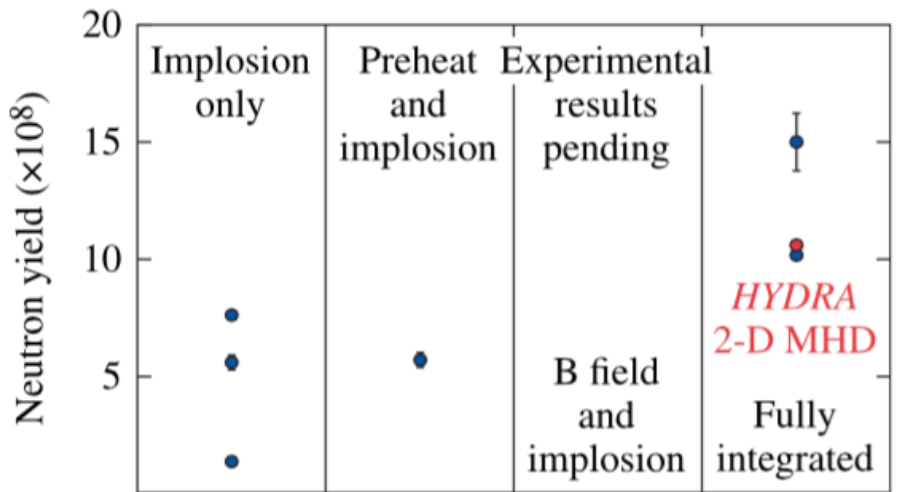 20
15
10
5
Neutron yield (×10⁸)
Implosion
only
Preheat
and
implosion
Experimental
results
pending
B field
and
implosion
HYDRA
2-D MHD
Fully
integrated